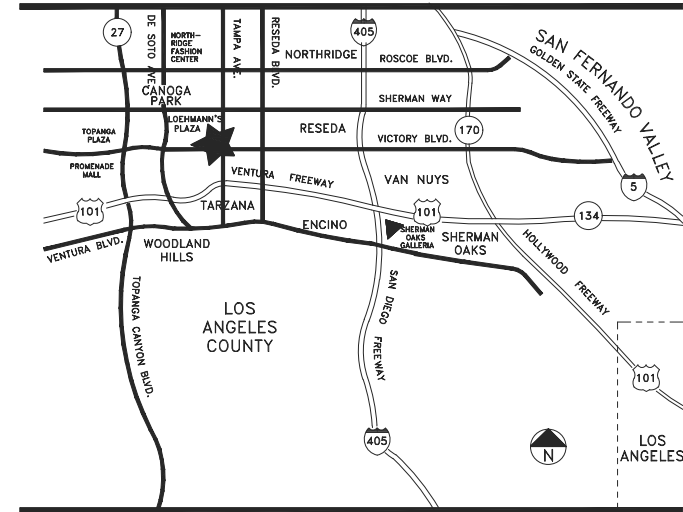 27
DE SOTO AVE.
NORTH-
RIDGE
FASHION
CENTER
TAMPA AVE.
RESEDA BLVD.
405
NORTHRIDGE
ROSCOE BLVD.
SAN FERNANDO VALLEY
GOLDEN STATE FREEWAY
CANOGA
PARK
SHERMAN WAY
LOEHMANN'S
PLAZA
TOPANGA
PLAZA
RESEDA
VICTORY BLVD.
170
PROMENADE
MALL
VENTURA FREEWAY
VAN NUYS
5
101
TARZANA
101
134
ENCINO
SHERMAN
OAKS
GALLERIA
SHERMAN
OAKS
VENTURA BLVD.
WOODLAND
HILLS
HOLLYWOOD FREEWAY
TOPANGA CANYON BLVD.
SAN DIEGO FREEWAY
LOS
ANGELES
COUNTY
101
405
N
LOS
ANGELES